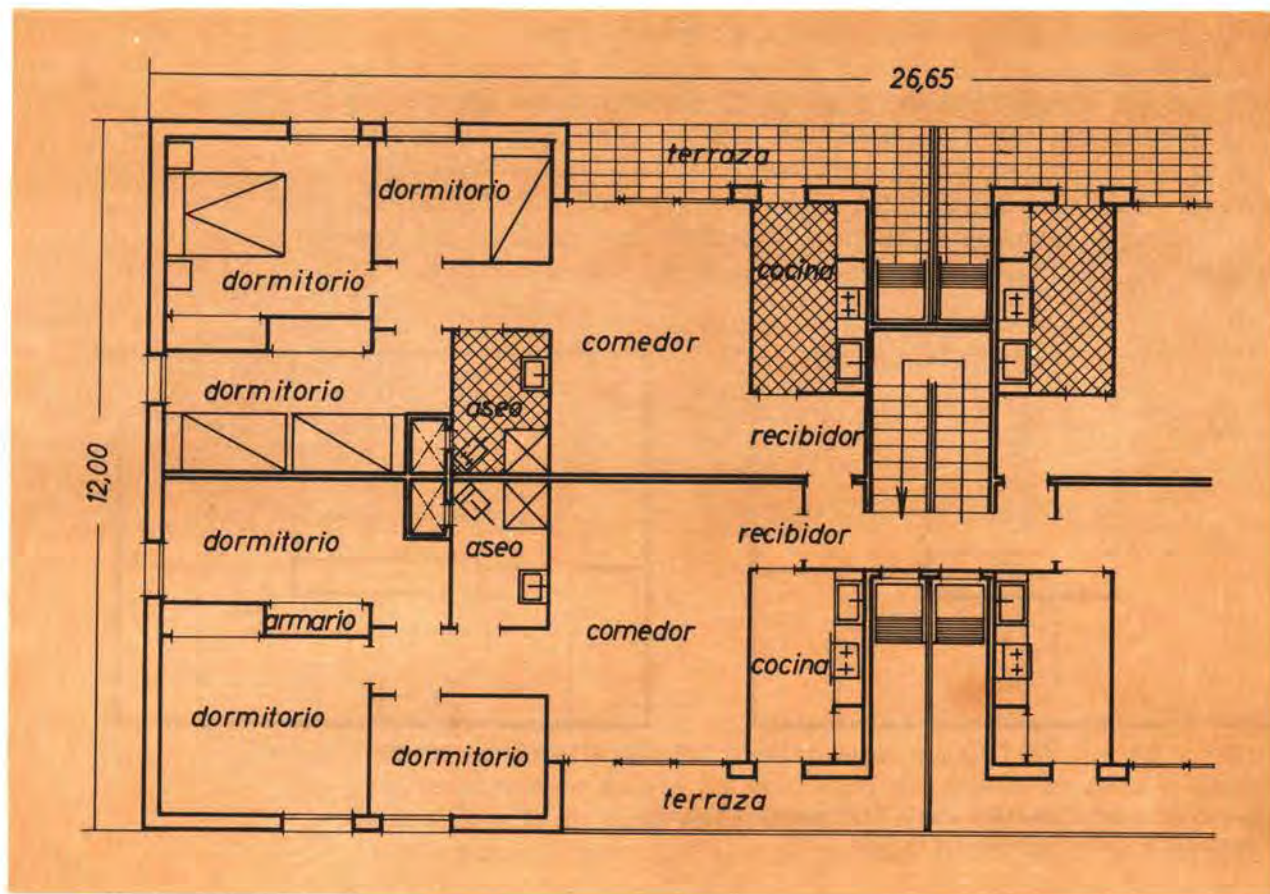 26,65
terraza
dormitorio
dormitorio
cocina
comedor
dormitorio
aseo
recibidor
12,00
dormitorio
aseo
recibidor
armario
comedor
cocina
dormitorio
dormitorio
terraza